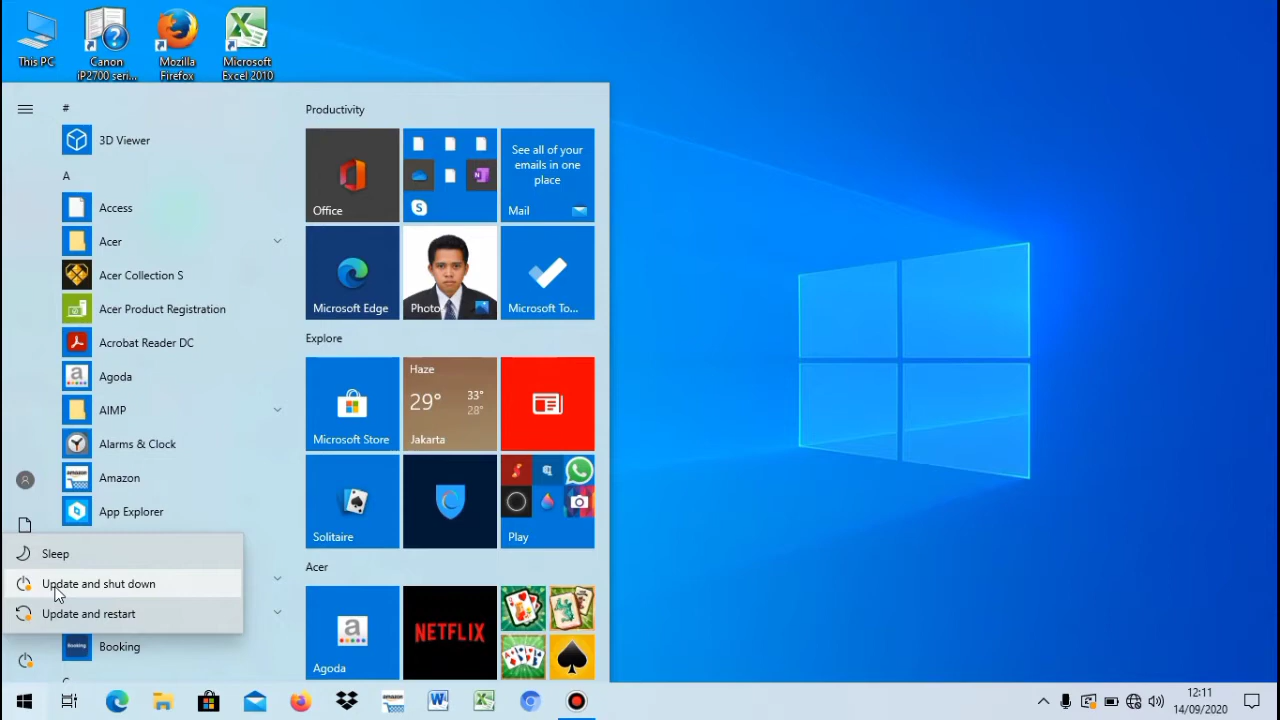 This PC
Canon
iP2700 seri...
Mozilla
Firefox
Microsoft
Excel 2010
#
3D Viewer
A
Access
Acer
Acer Collection S
Acer Product Registration
Acrobat Reader DC
Agoda
AIMP
Alarms & Clock
amazon
Amazon
App Explorer
Sleep
Update and shut down
Update and restart
Booking
Booking
Productivity
Office
See all of your
emails in one
place
Mail
Microsoft Edge
Photo
Microsoft To...
Explore
Microsoft Store
Haze
29°
33°
28°
Jakarta
Solitaire
Play
Acer
a
Agoda
NETFLIX
amazon
12:11
14/09/2020